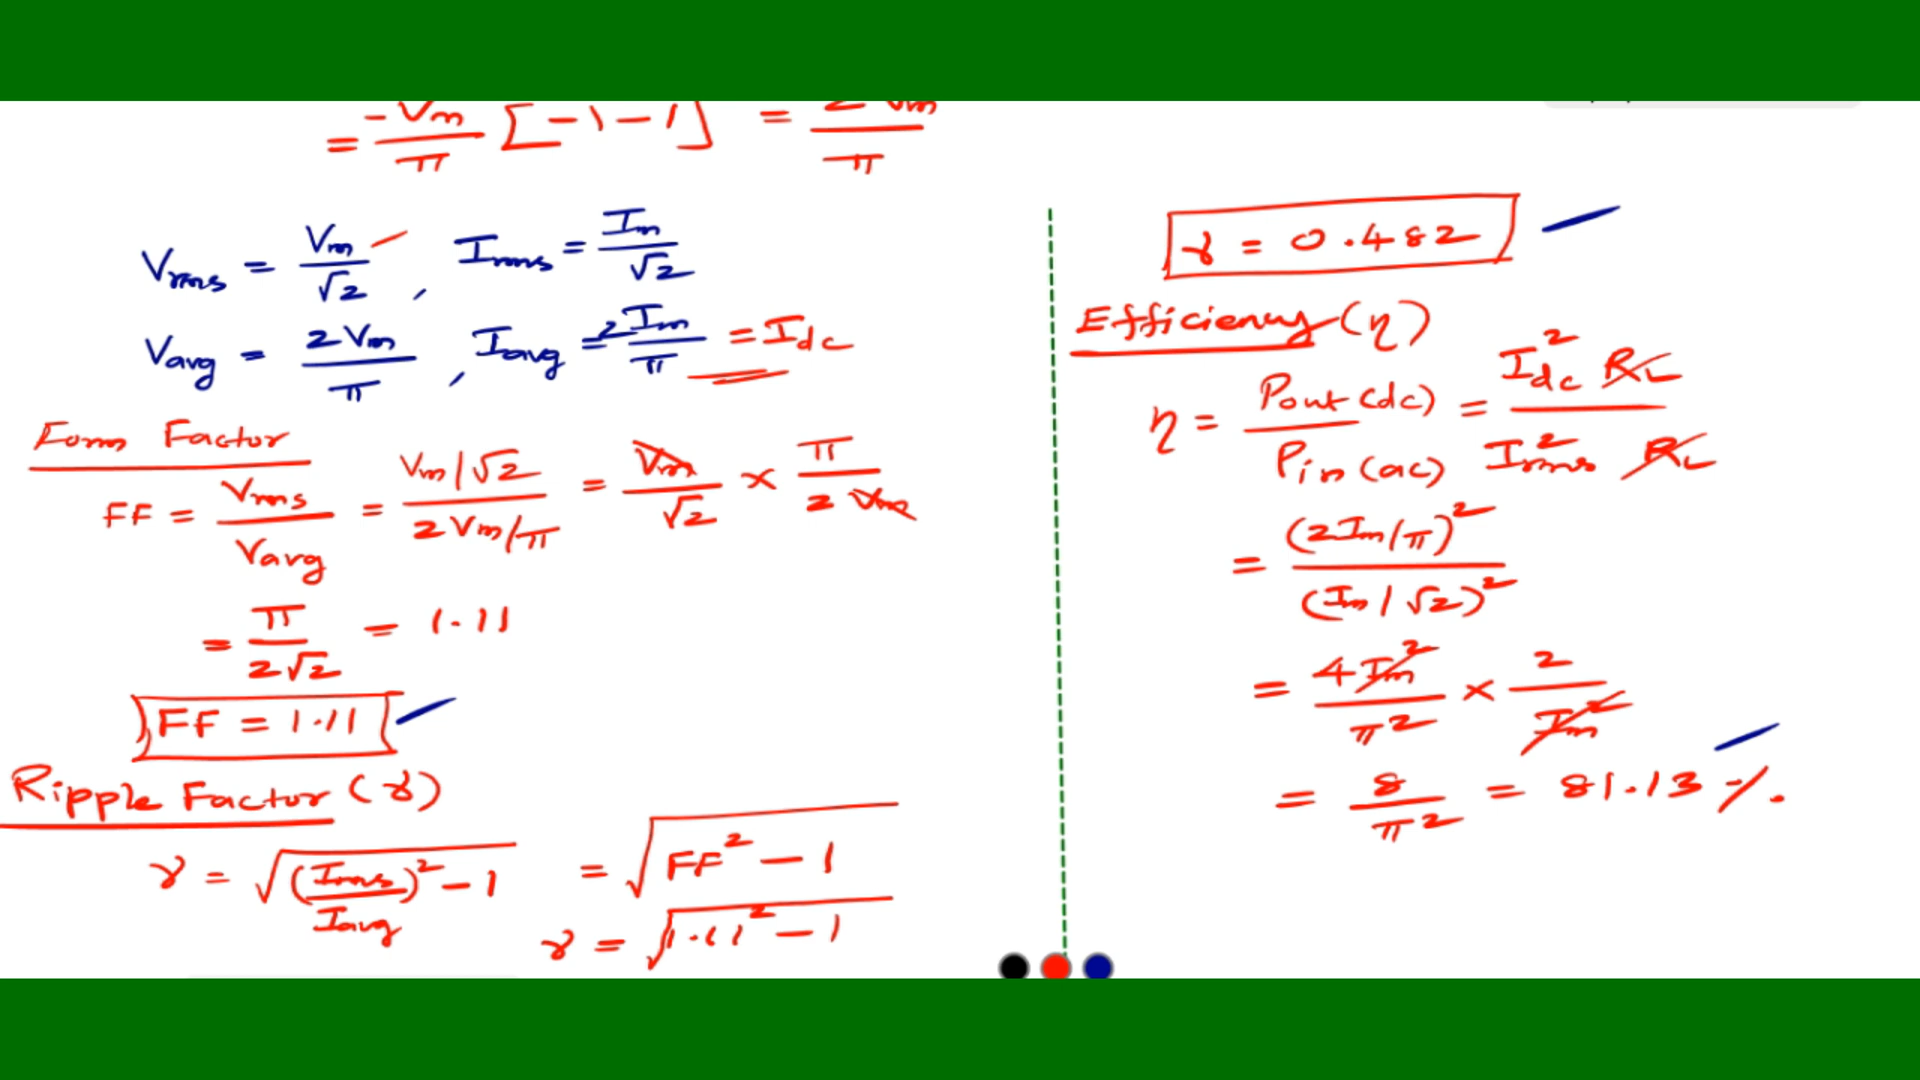 = -Vm/π [-1-1] = 2Vm/π
Vrms = Vm/√2 , Irms = Im/√2
Vavg = 2Vm/π , Iavg = 2Im/π = Idc
Form Factor
FF = Vrms/Vavg = (Vm/√2)/(2Vm/π) = Vm/√2 × π/2Vm
= π/2√2 = 1.11
FF = 1.11
Ripple Factor (γ)
γ = √((Irms/Iavg)² - 1) = √(FF² - 1)
γ = √(1.11² - 1)
γ = 0.482
Efficiency (η)
η = Pout(dc)/Pin(ac) = Idc² RL / Irms² RL
= (2Im/π)² / (Im/√2)²
= 4Im²/π² × 2/Im²
= 8/π² = 81.13 %.